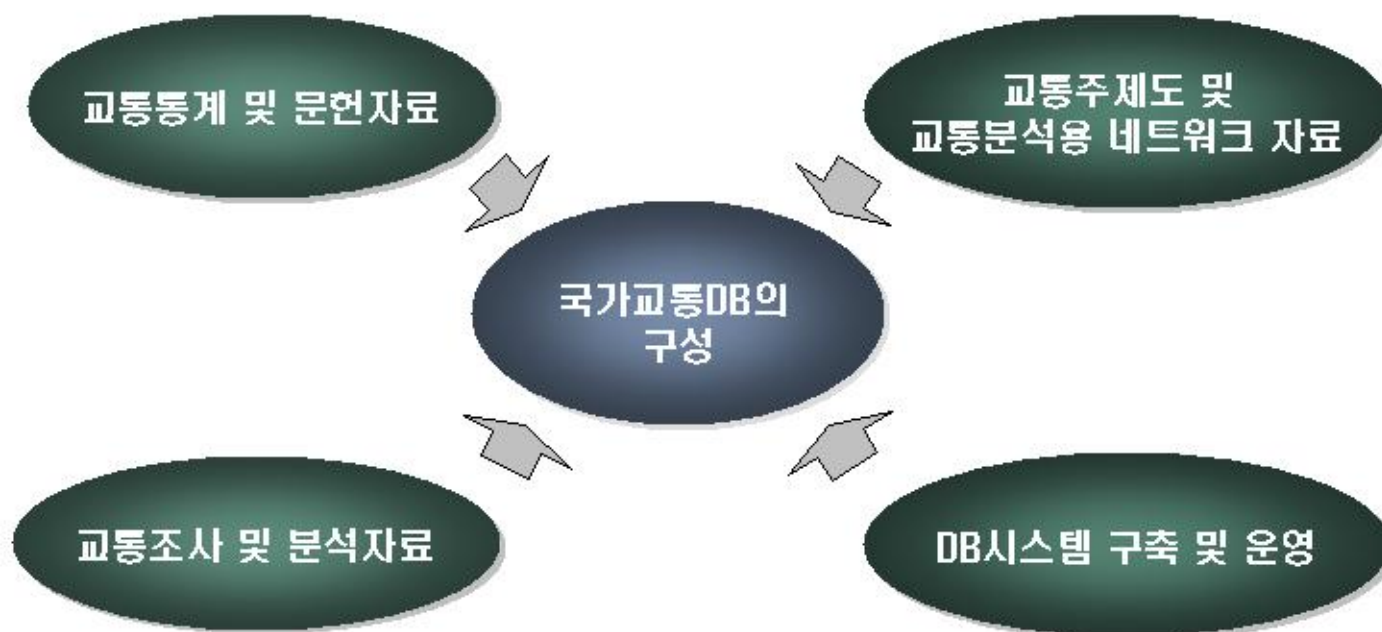 교통통계 및 문헌자료
교통주제도 및
교통분석용 네트워크 자료
국가교통DB의
구성
교통조사 및 분석자료
DB시스템 구축 및 운영